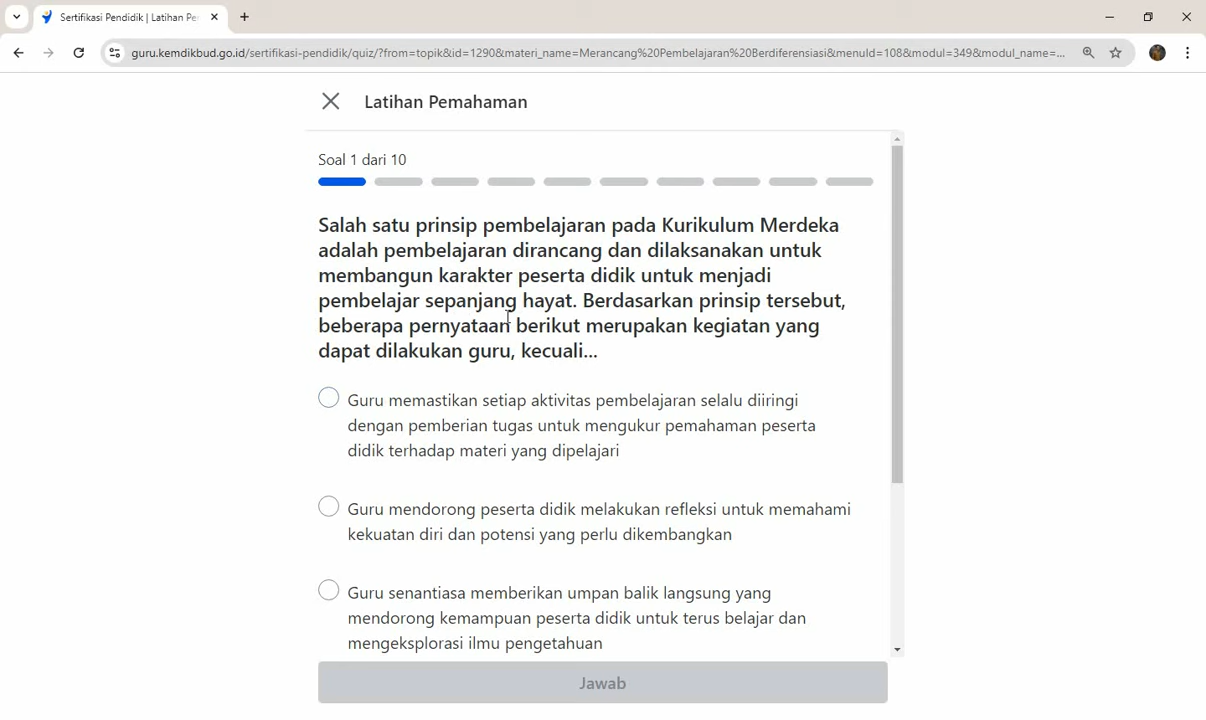 Sertifikasi Pendidik | Latihan Pe
guru.kemdikbud.go.id/sertifikasi-pendidik/quiz/?from=topik&id=1290&materi_name=Merancang%20Pembelajaran%20Berdiferensiasi&menuId=108&modul=349&modul_name=...
Latihan Pemahaman
Soal 1 dari 10
Salah satu prinsip pembelajaran pada Kurikulum Merdeka
adalah pembelajaran dirancang dan dilaksanakan untuk
membangun karakter peserta didik untuk menjadi
pembelajar sepanjang hayat. Berdasarkan prinsip tersebut,
beberapa pernyataan berikut merupakan kegiatan yang
dapat dilakukan guru, kecuali...
Guru memastikan setiap aktivitas pembelajaran selalu diiringi
dengan pemberian tugas untuk mengukur pemahaman peserta
didik terhadap materi yang dipelajari
Guru mendorong peserta didik melakukan refleksi untuk memahami
kekuatan diri dan potensi yang perlu dikembangkan
Guru senantiasa memberikan umpan balik langsung yang
mendorong kemampuan peserta didik untuk terus belajar dan
mengeksplorasi ilmu pengetahuan
Jawab